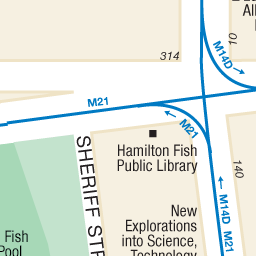 All
M14D
10
314
M21
M21
Hamilton Fish
Public Library
SHERIFF
140
New
Explorations
into Science,
Technology
M14D M21
Fish
Pool